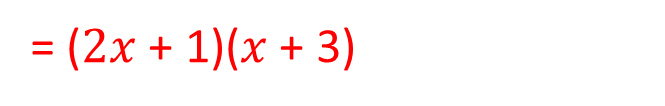 = (2x + 1)(x + 3)